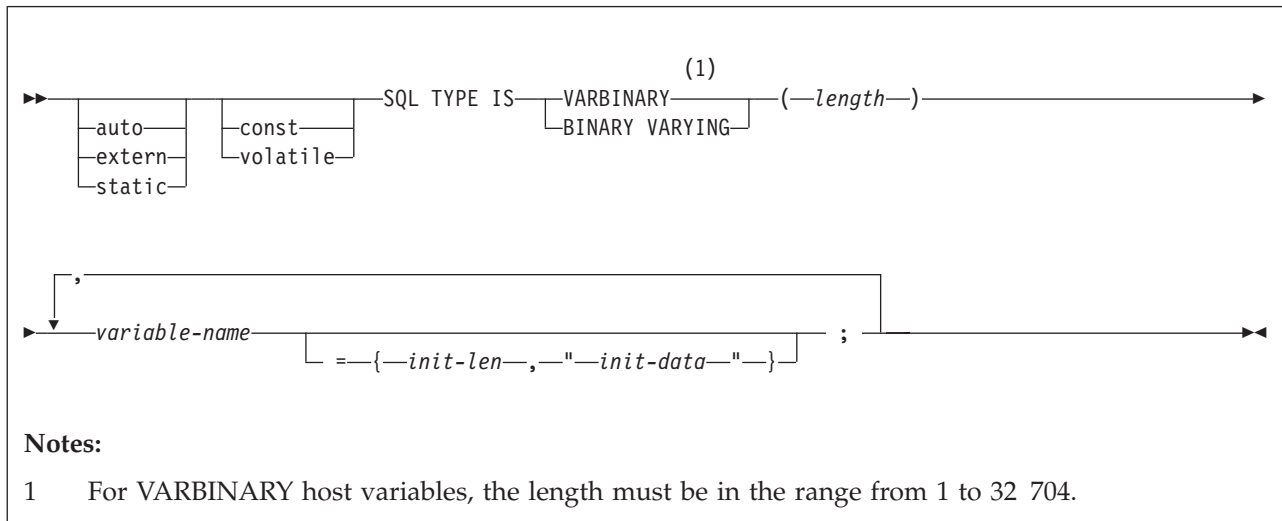 (1)
SQL TYPE IS VARBINARY ( length )
auto const BINARY VARYING
extern volatile
static
,
variable-name ;
= { init-len , " init-data " }
Notes:
1 For VARBINARY host variables, the length must be in the range from 1 to 32 704.